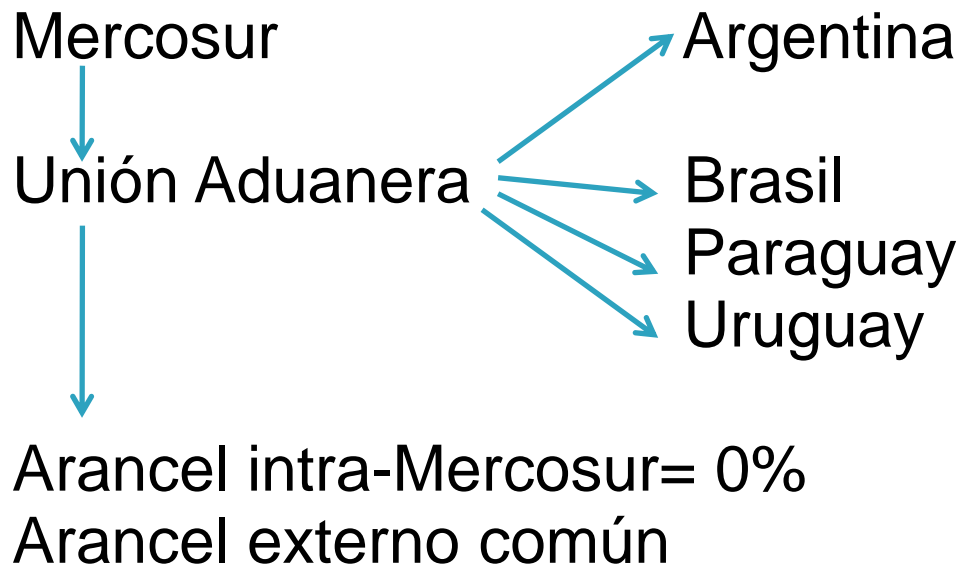 Mercosur
Argentina
Unión Aduanera
Brasil
Paraguay
Uruguay
Arancel intra-Mercosur= 0%
Arancel externo común